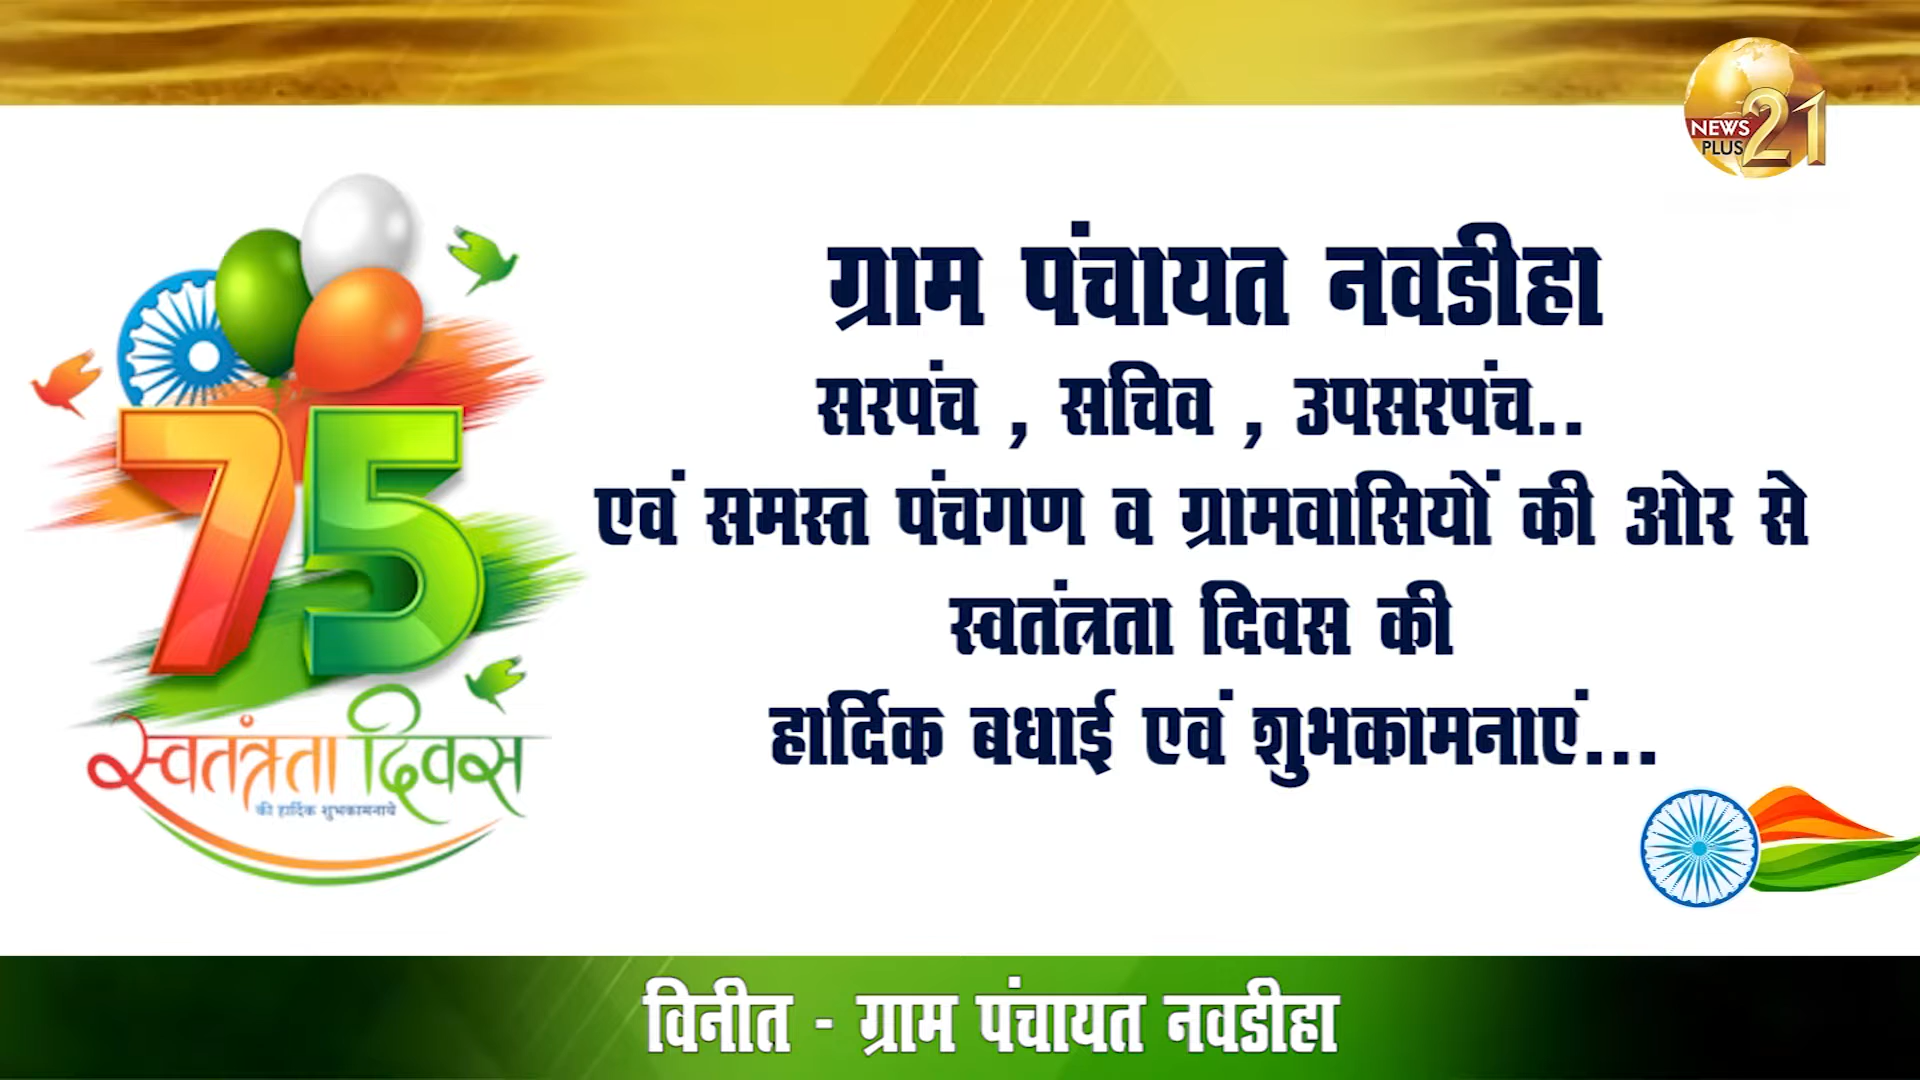 NEWS
PLUS 21
ग्राम पंचायत नवडीहा
सरपंच , सचिव , उपसरपंच..
एवं समस्त पंचगण व ग्रामवासियों की ओर से
स्वतंत्रता दिवस की
हार्दिक बधाई एवं शुभकामनाएं...
75
स्वतंत्रता दिवस
की हार्दिक शुभकामनाये
विनीत - ग्राम पंचायत नवडीहा